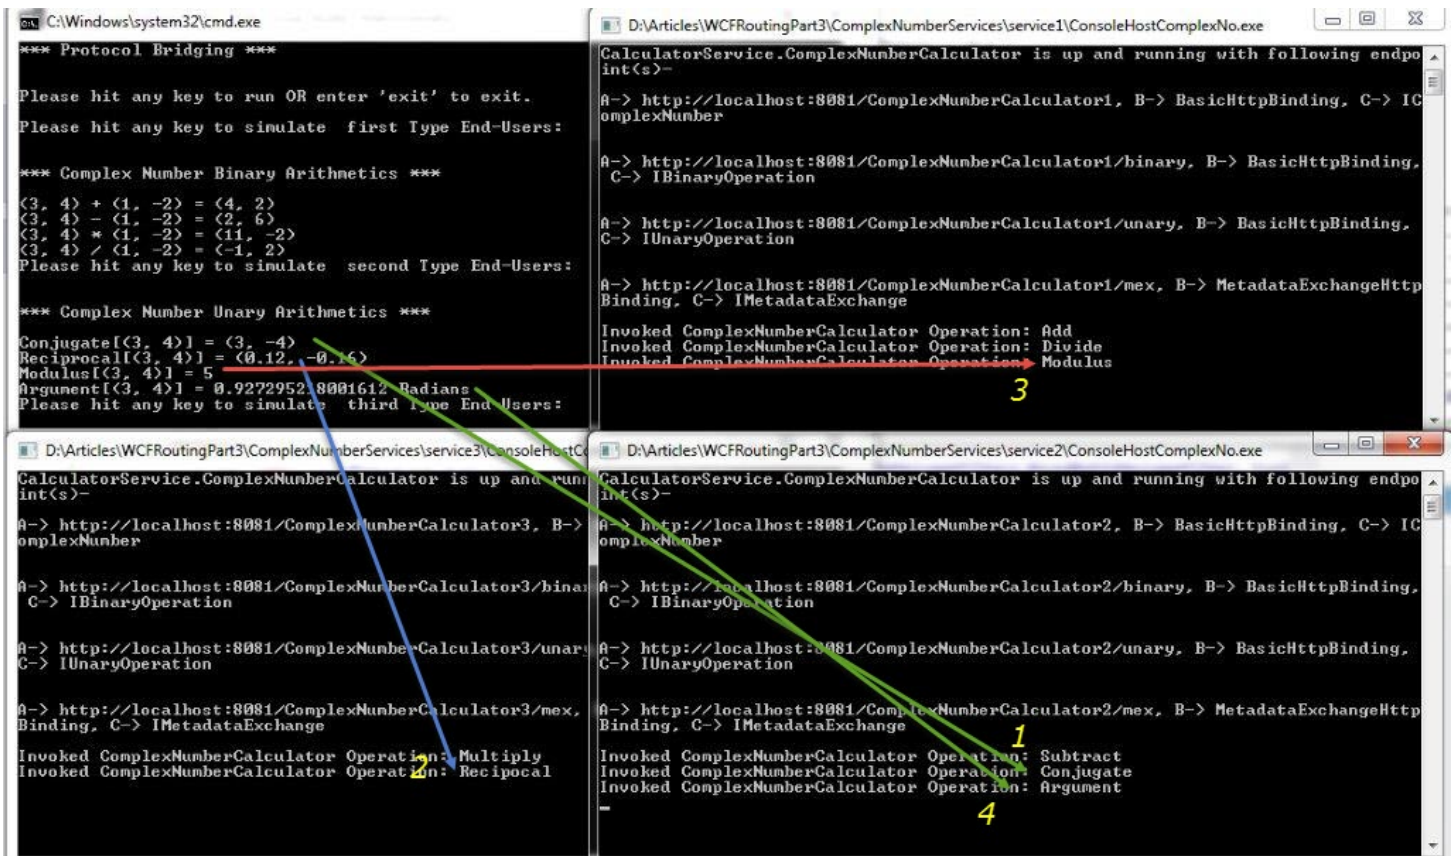 C:\Windows\system32\cmd.exe
*** Protocol Bridging ***
Please hit any key to run OR enter 'exit' to exit.
Please hit any key to simulate  first Type End-Users:
*** Complex Number Binary Arithmetics ***
(3, 4) + (1, -2) = (4, 2)
(3, 4) - (1, -2) = (2, 6)
(3, 4) * (1, -2) = (11, -2)
(3, 4) / (1, -2) = (-1, 2)
Please hit any key to simulate  second Type End-Users:
*** Complex Number Unary Arithmetics ***
Conjugate[(3, 4)] = (3, -4)
Reciprocal[(3, 4)] = (0.12, -0.16)
Modulus[(3, 4)] = 5
Argument[(3, 4)] = 0.927295218001612 Radians
Please hit any key to simulate  third Type End-Users:
D:\Articles\WCFRoutingPart3\ComplexNumberServices\service1\ConsoleHostComplexNo.exe
CalculatorService.ComplexNumberCalculator is up and running with following endpo
int(s)-
A-> http://localhost:8081/ComplexNumberCalculator1, B-> BasicHttpBinding, C-> IC
omplexNumber
A-> http://localhost:8081/ComplexNumberCalculator1/binary, B-> BasicHttpBinding,
C-> IBinaryOperation
A-> http://localhost:8081/ComplexNumberCalculator1/unary, B-> BasicHttpBinding,
C-> IUnaryOperation
A-> http://localhost:8081/ComplexNumberCalculator1/mex, B-> MetadataExchangeHttp
Binding, C-> IMetadataExchange
Invoked ComplexNumberCalculator Operation: Add
Invoked ComplexNumberCalculator Operation: Divide
Invoked ComplexNumberCalculator Operation: Modulus
3
D:\Articles\WCFRoutingPart3\ComplexNumberServices\service3\ConsoleHostCo
CalculatorService.ComplexNumberCalculator is up and runn
int(s)-
A-> http://localhost:8081/ComplexNumberCalculator3, B->
omplexNumber
A-> http://localhost:8081/ComplexNumberCalculator3/binar
C-> IBinaryOperation
A-> http://localhost:8081/ComplexNumberCalculator3/unary
C-> IUnaryOperation
A-> http://localhost:8081/ComplexNumberCalculator3/mex,
Binding, C-> IMetadataExchange
Invoked ComplexNumberCalculator Operation: Multiply
Invoked ComplexNumberCalculator Operation: Recipocal
2
D:\Articles\WCFRoutingPart3\ComplexNumberServices\service2\ConsoleHostComplexNo.exe
CalculatorService.ComplexNumberCalculator is up and running with following endpo
int(s)-
A-> http://localhost:8081/ComplexNumberCalculator2, B-> BasicHttpBinding, C-> IC
omplexNumber
A-> http://localhost:8081/ComplexNumberCalculator2/binary, B-> BasicHttpBinding,
C-> IBinaryOperation
A-> http://localhost:8081/ComplexNumberCalculator2/unary, B-> BasicHttpBinding,
C-> IUnaryOperation
A-> http://localhost:8081/ComplexNumberCalculator2/mex, B-> MetadataExchangeHttp
Binding, C-> IMetadataExchange
1
Invoked ComplexNumberCalculator Operation: Subtract
Invoked ComplexNumberCalculator Operation: Conjugate
Invoked ComplexNumberCalculator Operation: Argument
4